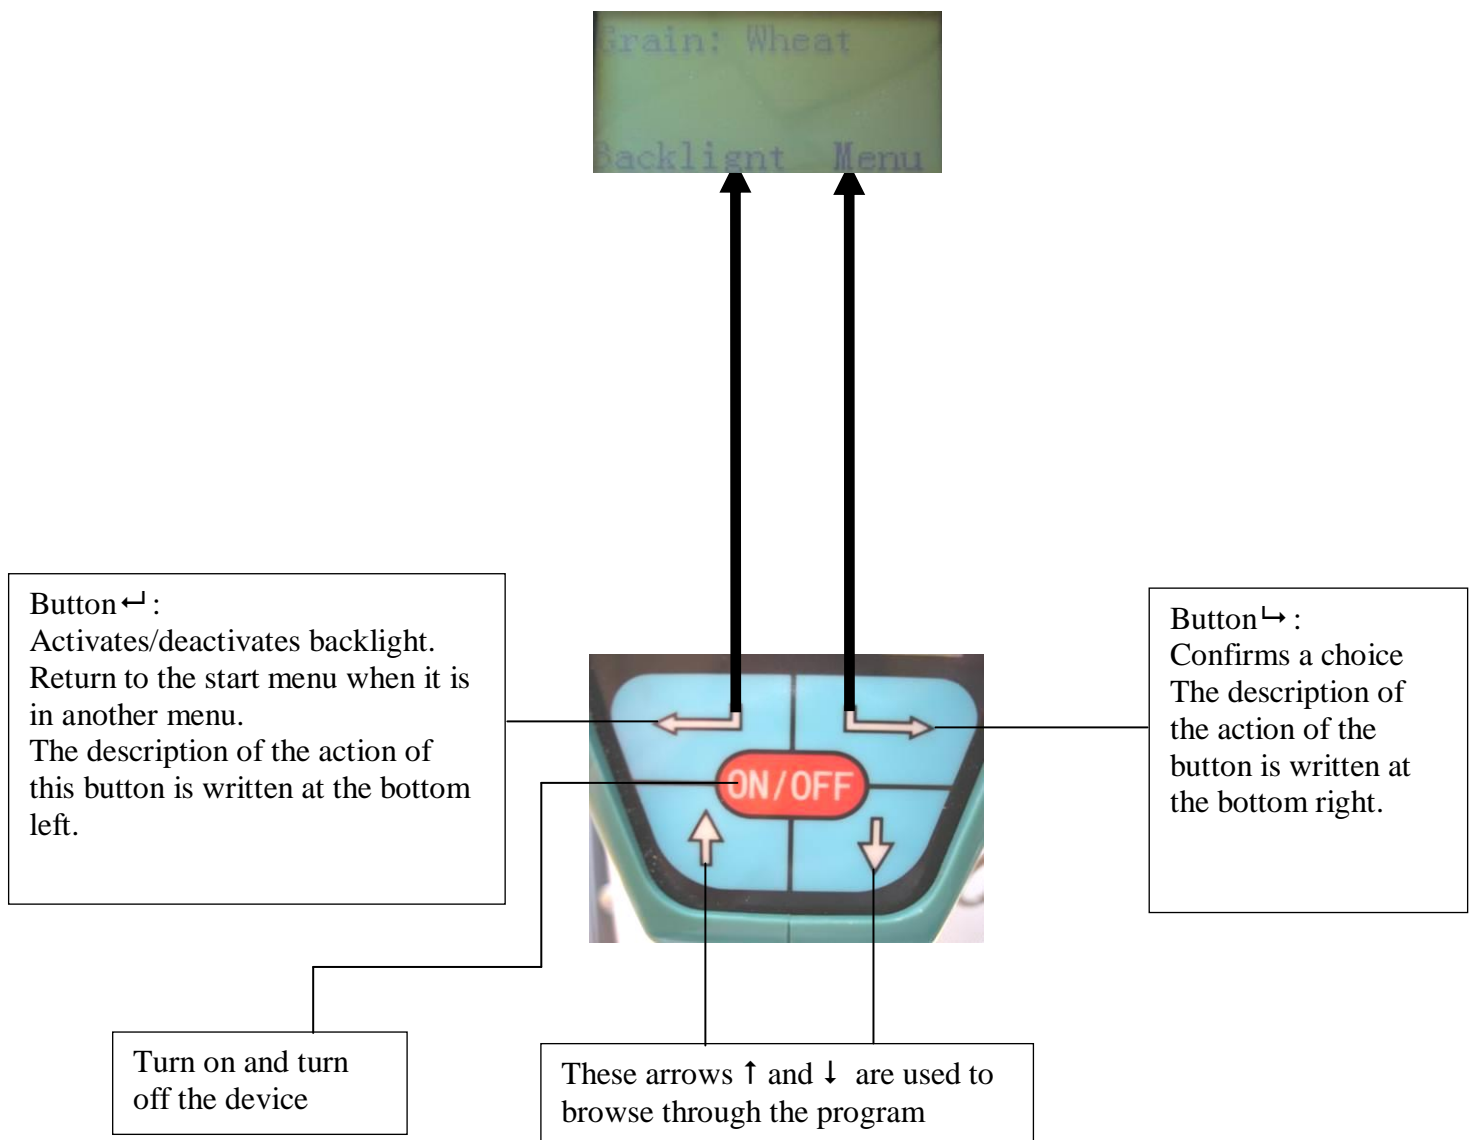 Grain: Wheat
Backlignt Menu
Button ↵ :
Activates/deactivates backlight.
Return to the start menu when it is
in another menu.
The description of the action of
this button is written at the bottom
left.
Button ↳ :
Confirms a choice
The description of
the action of the
button is written at
the bottom right.
ON/OFF
Turn on and turn
off the device
These arrows ↑ and ↓ are used to
browse through the program